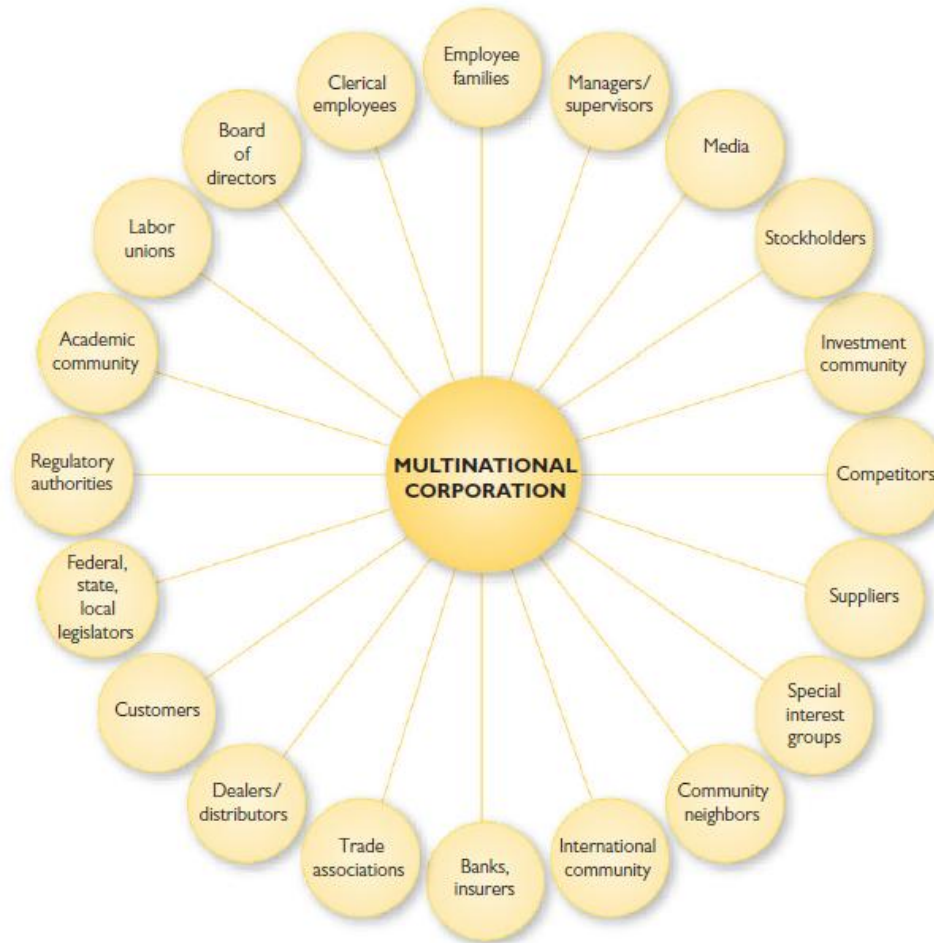 Employee
families
Managers/
supervisors
Media
Stockholders
Investment
community
Competitors
Suppliers
Special
interest
groups
Community
neighbors
International
community
Banks,
insurers
Trade
associations
Dealers/
distributors
Customers
Federal,
state,
local
legislators
Regulatory
authorities
Academic
community
Labor
unions
Board
of
directors
Clerical
employees
MULTINATIONAL
CORPORATION